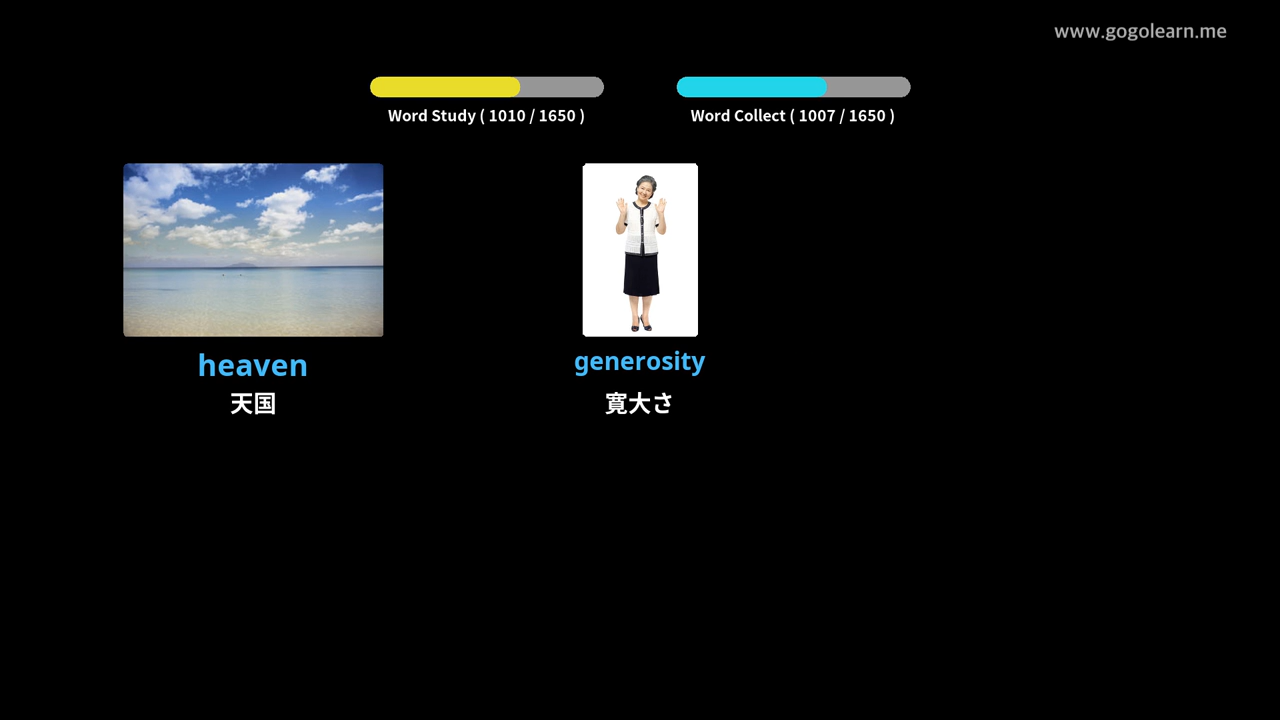 www.gogolearn.me
Word Study ( 1010 / 1650 )
Word Collect ( 1007 / 1650 )
heaven
天国
generosity
寛大さ